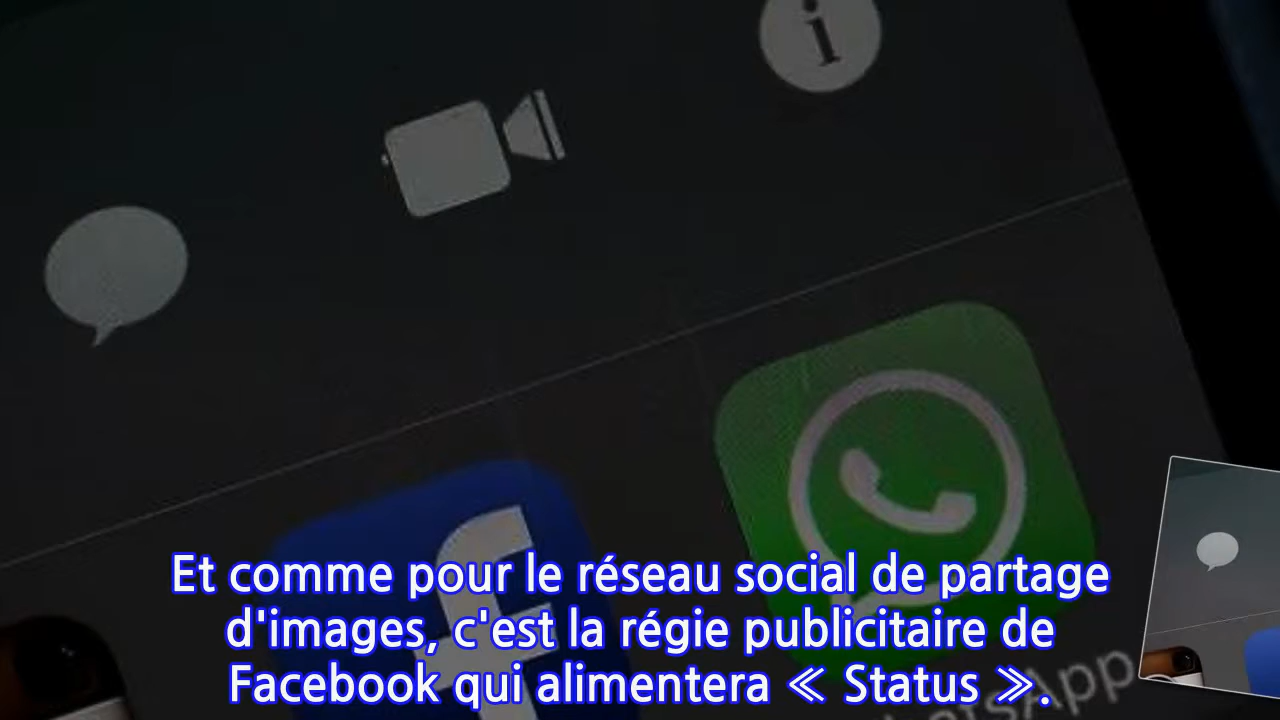 Et comme pour le réseau social de partage
d'images, c'est la régie publicitaire de
Facebook qui alimentera ≪ Status ≫.